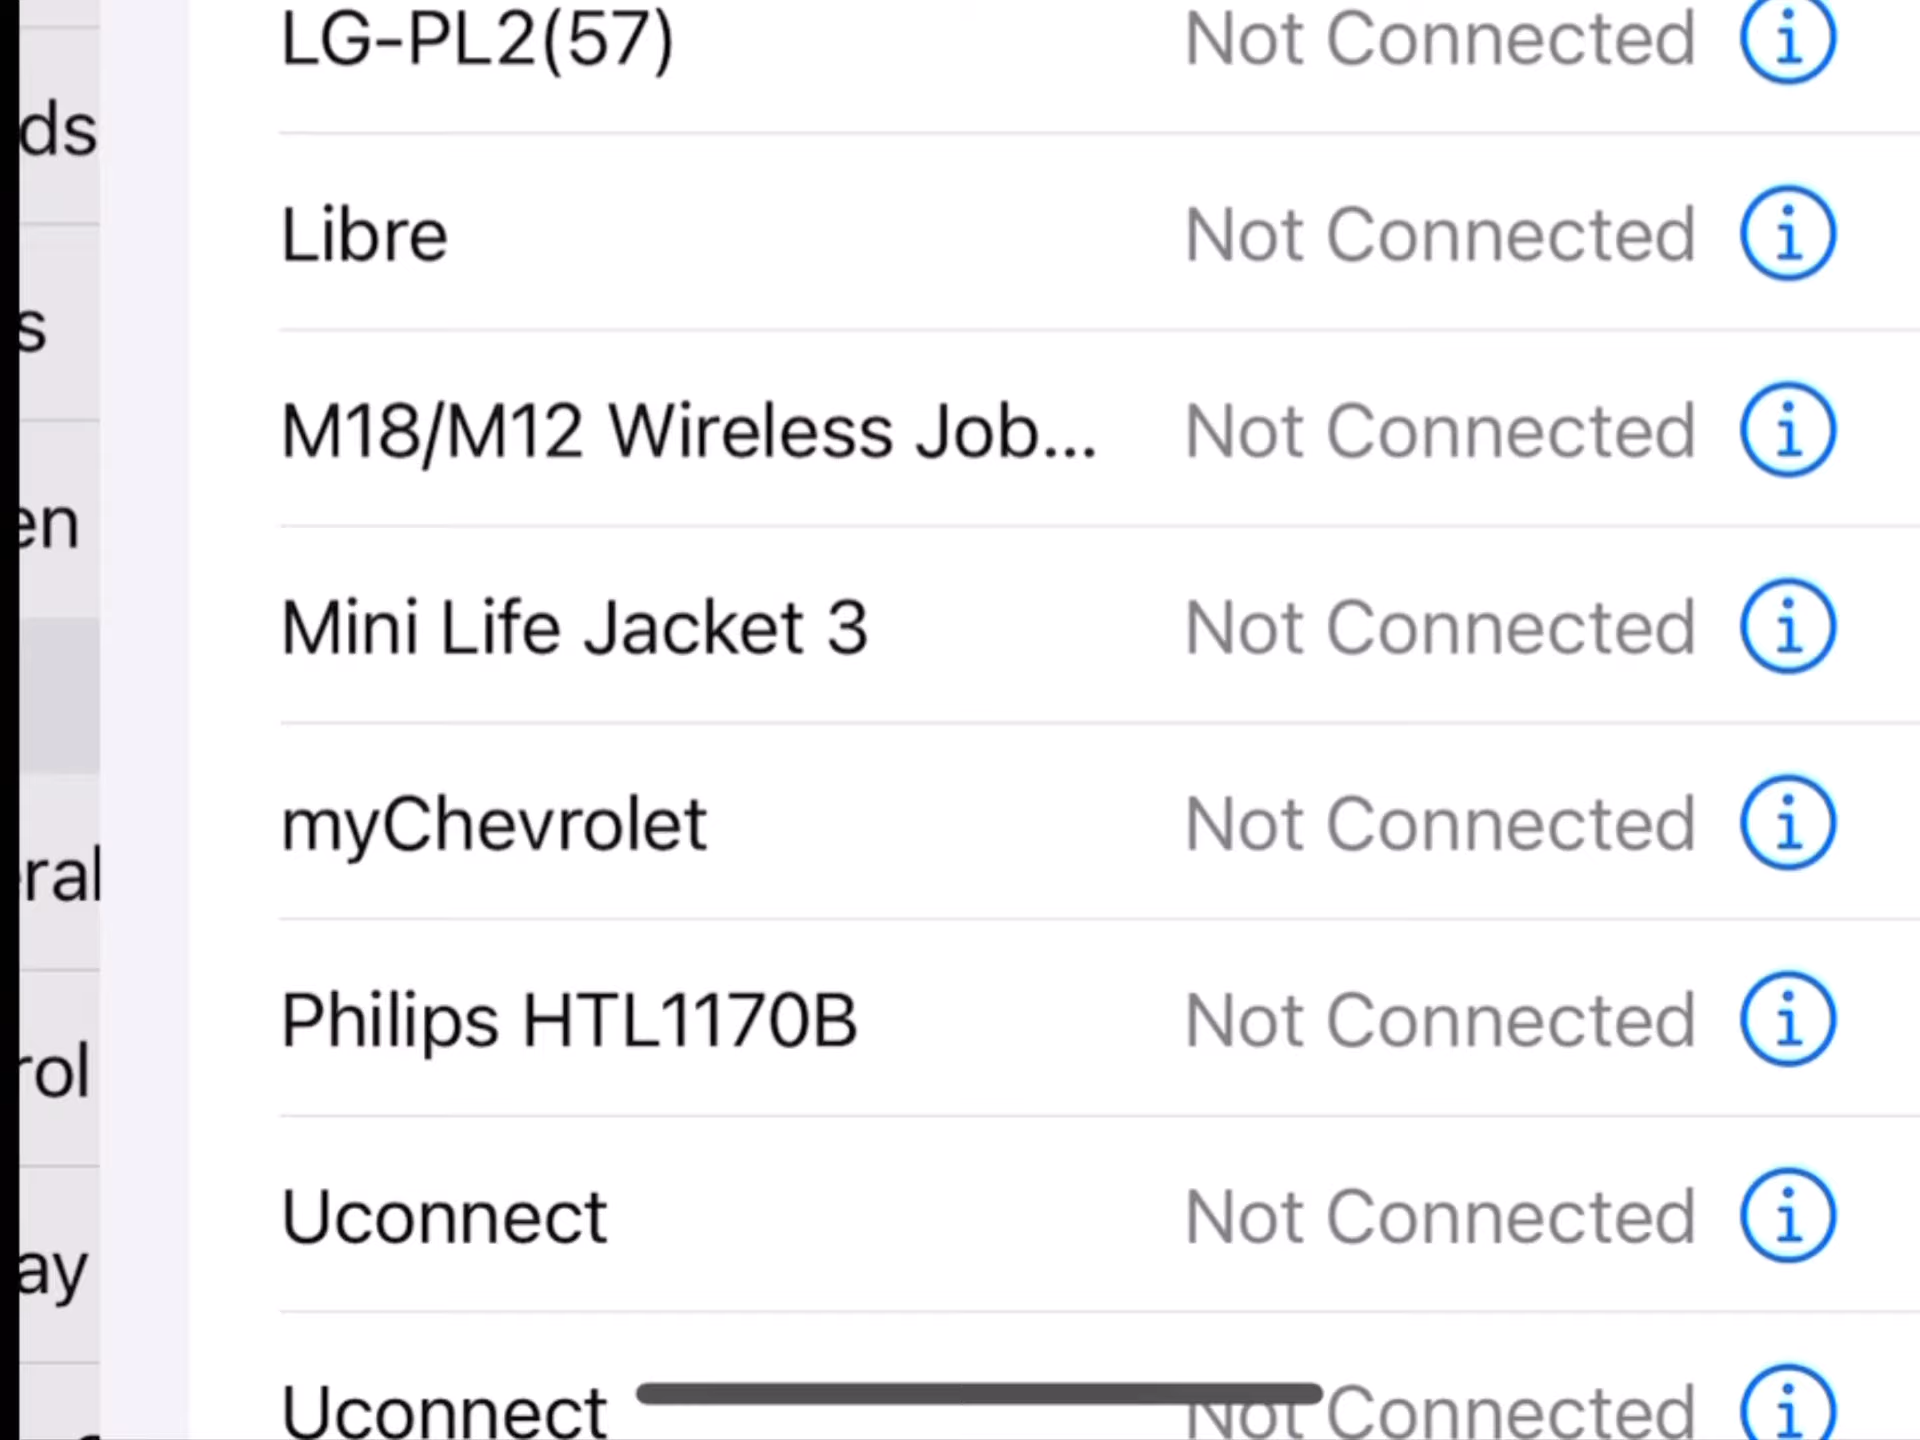 LG-PL2(57) Not Connected
ds
Libre Not Connected
s
M18/M12 Wireless Job... Not Connected
en
Mini Life Jacket 3 Not Connected
myChevrolet Not Connected
ral
Philips HTL1170B Not Connected
rol
Uconnect Not Connected
ay
Uconnect Not Connected